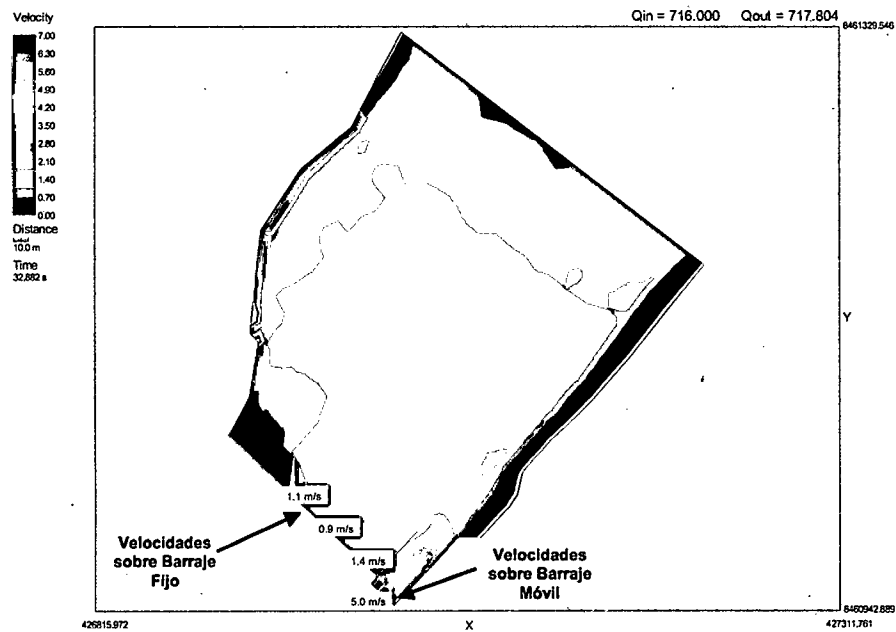 Velocity
Qin = 716.000 Qout = 717.804
8461329.546
7.00
6.30
5.60
4.90
4.20
3.50
2.80
2.10
1.40
0.70
0.00
Distance
10.0 m
Time
32,882 s
Y
1.1 m/s
0.9 m/s
1.4 m/s
5.0 m/s
Velocidades
sobre Barraje
Fijo
Velocidades
sobre Barraje
Móvil
8460942.889
426815.972
X
427311.761